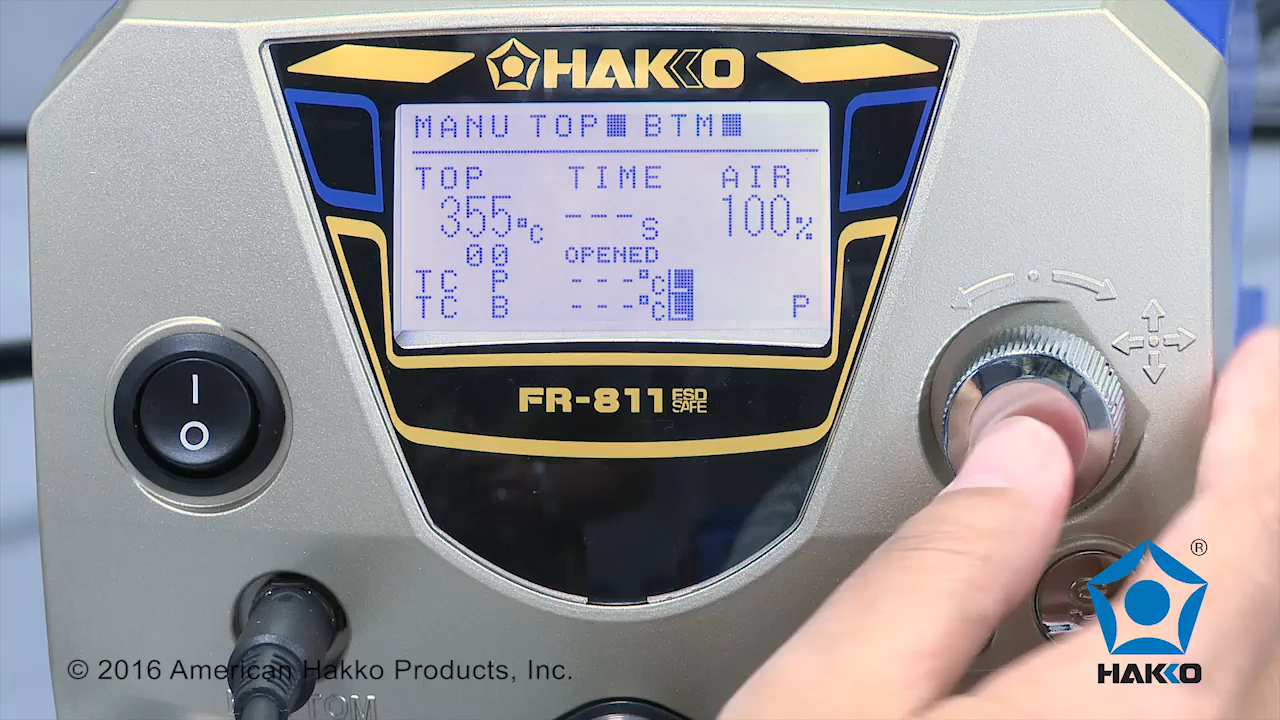 HAKKO
MANU TOP BTM
TOP TIME AIR
355°C ---S 100%
00 OPENED
TC P ---°C L
TC B ---°C L P
FR-811 ESD SAFE
I
O
S
®
HAKKO
© 2016 American Hakko Products, Inc.
BOTTOM